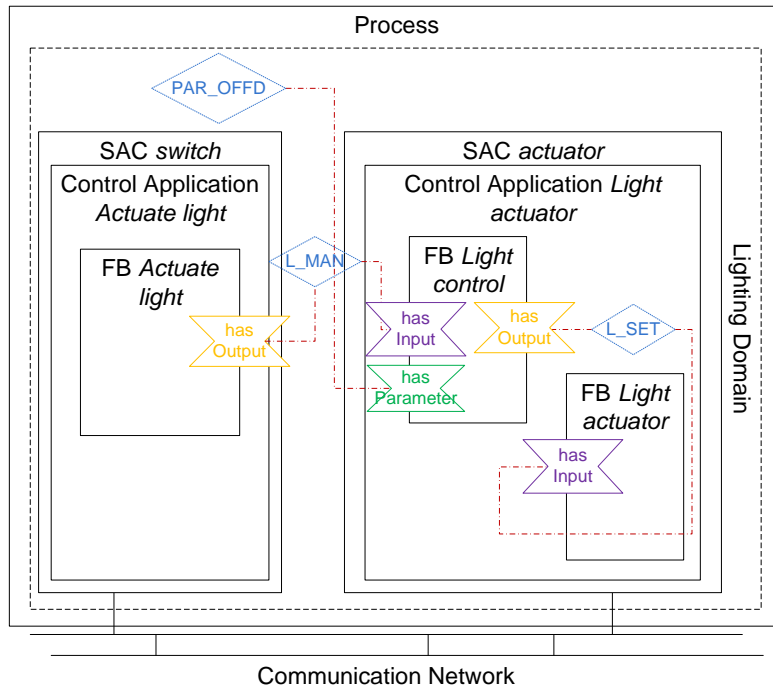 Process
PAR_OFFD
SAC switch
Control Application
Actuate light
FB Actuate
light
has
Output
L_MAN
SAC actuator
Control Application Light
actuator
FB Light
control
has
Input
has
Parameter
has
Output
L_SET
FB Light
actuator
has
Input
Lighting Domain
Communication Network